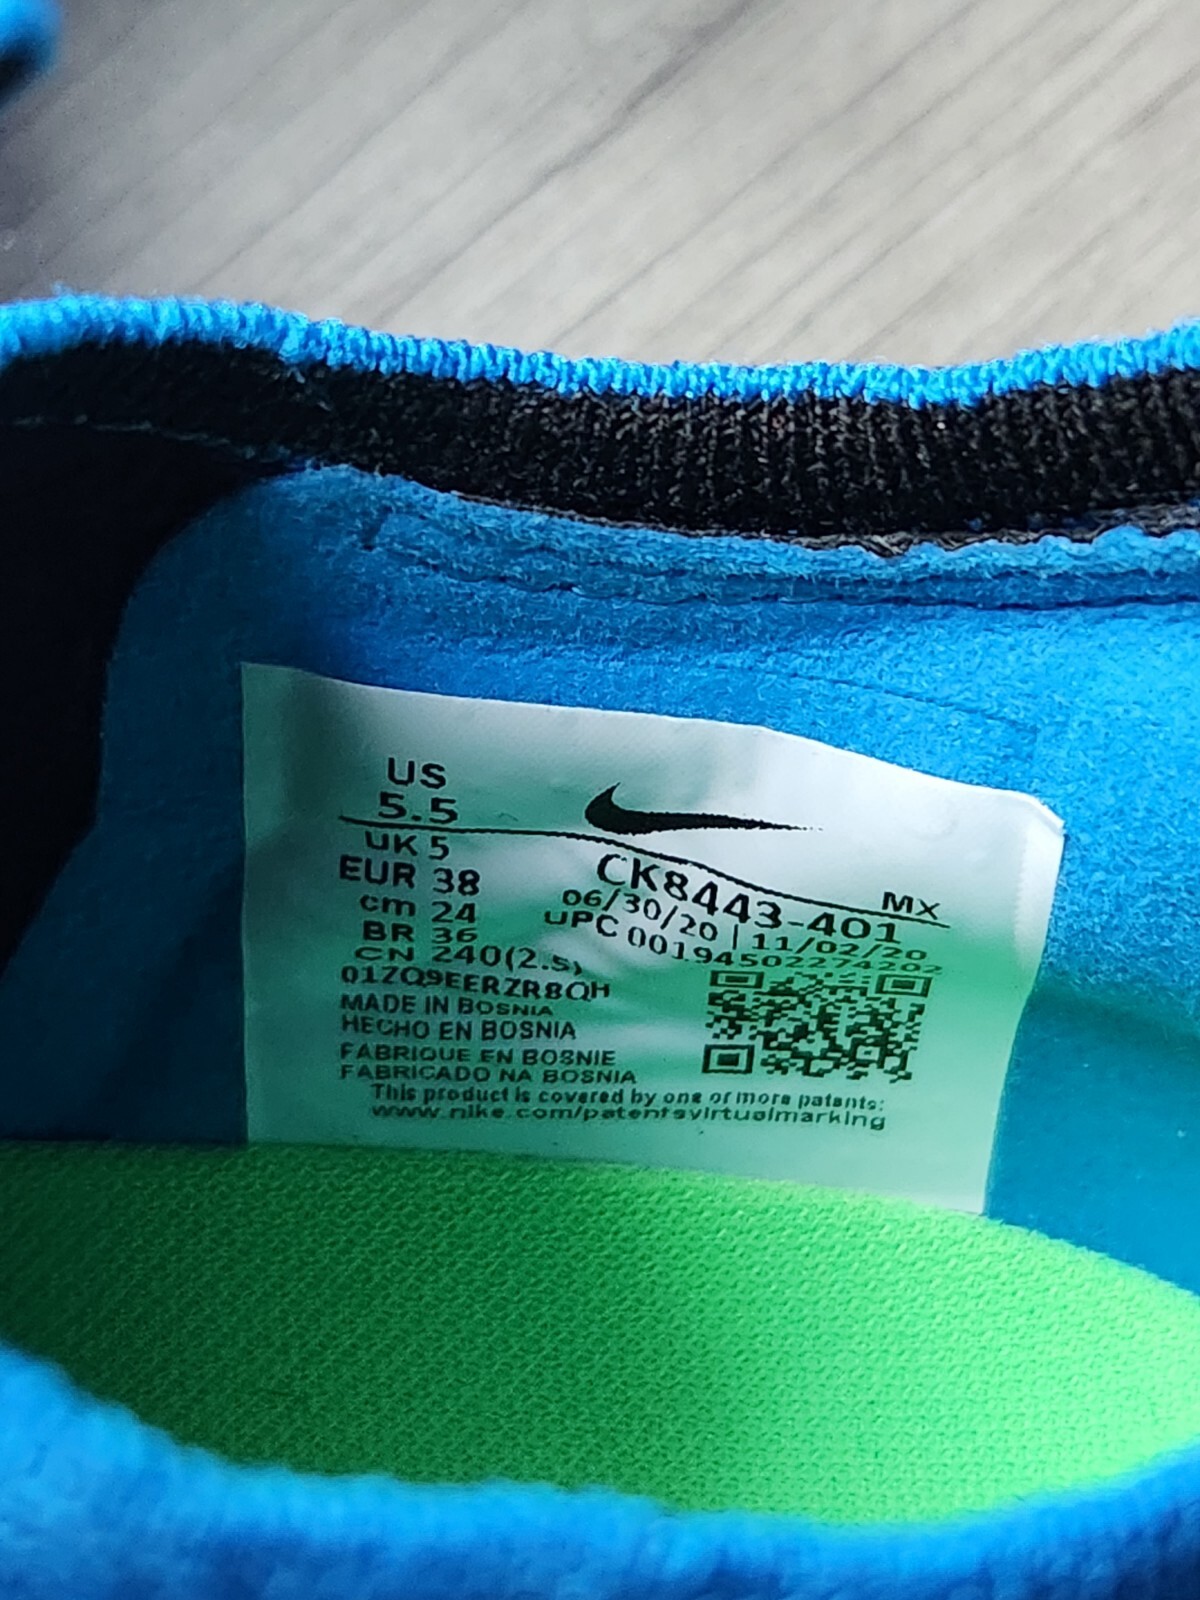 US
5.5
UK 5
EUR 38
cm 24
BR 36
CN 240(2.5)
01ZQ9EERZR8QH
MADE IN BOSNIA
HECHO EN BOSNIA
FABRIQUE EN BOSNIE
FABRICADO NA BOSNIA
MX
CK8443-401
06/30/20 | 11/02/20
UPC 00194502274202
This product is covered by one or more patents:
www.nike.com/patentsvirtualmarking